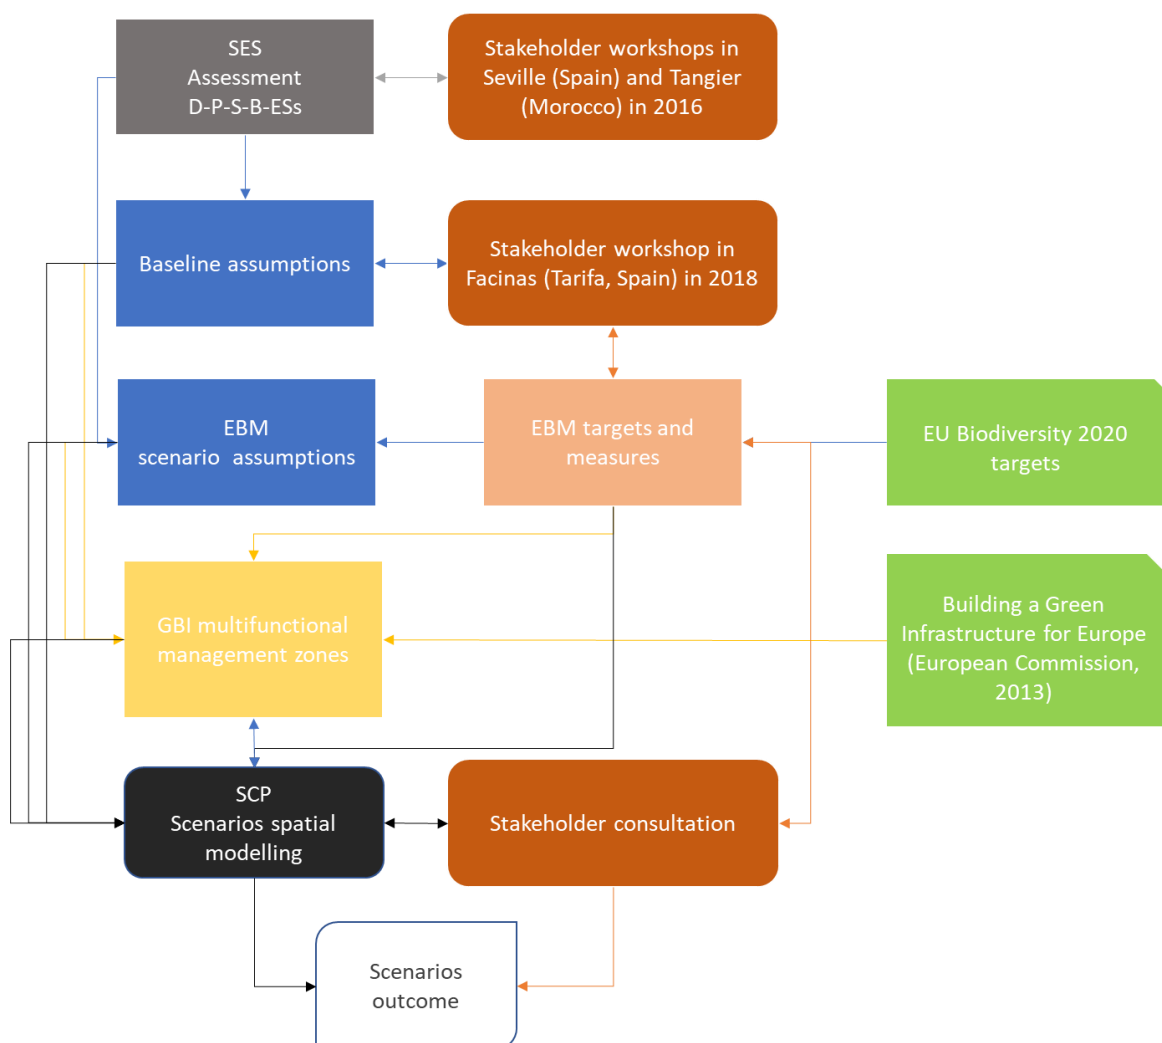 SES
Assessment
D-P-S-B-ESs
Stakeholder workshops in
Seville (Spain) and Tangier
(Morocco) in 2016
Baseline assumptions
Stakeholder workshop in
Facinas (Tarifa, Spain) in 2018
EBM
scenario assumptions
EBM targets and
measures
EU Biodiversity 2020
targets
GBI multifunctional
management zones
Building a Green
Infrastructure for Europe
(European Commission,
2013)
SCP
Scenarios spatial
modelling
Stakeholder consultation
Scenarios
outcome